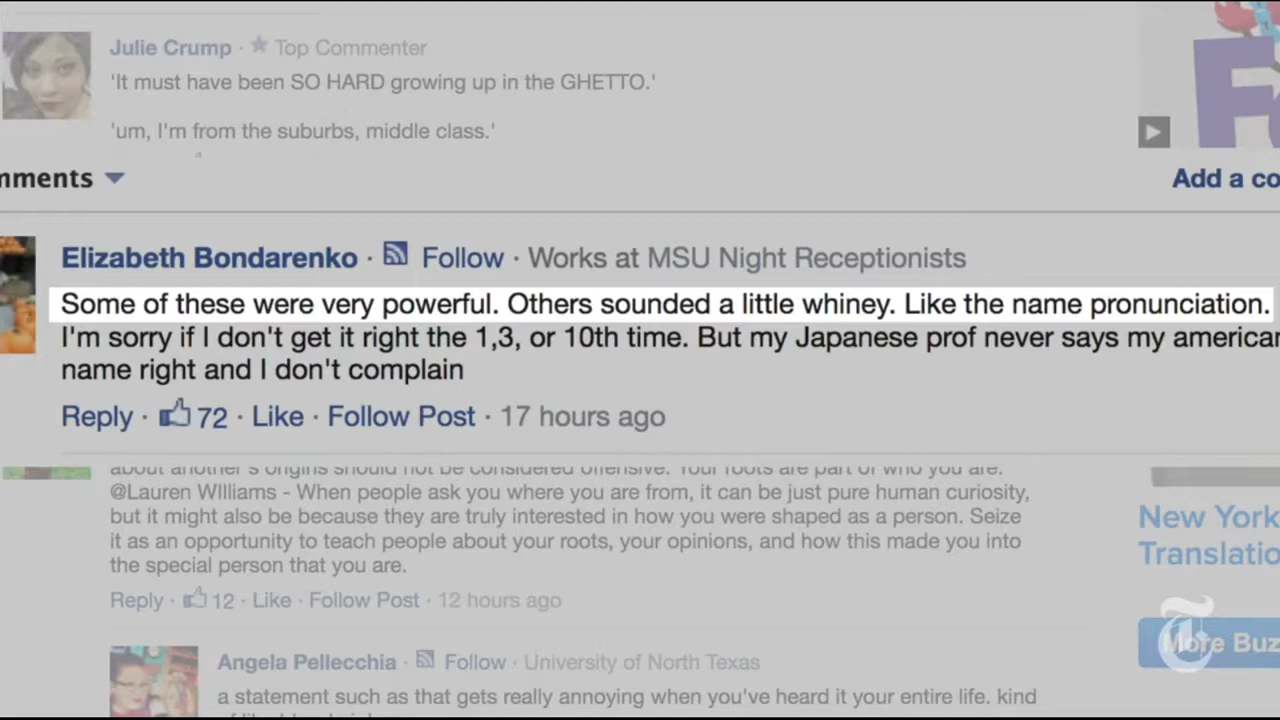 Julie Crump · Top Commenter
'It must have been SO HARD growing up in the GHETTO.'
'um, I'm from the suburbs, middle class.'
mments
Add a co
Elizabeth Bondarenko · Follow · Works at MSU Night Receptionists
Some of these were very powerful. Others sounded a little whiney. Like the name pronunciation.
I'm sorry if I don't get it right the 1,3, or 10th time. But my Japanese prof never says my american
name right and I don't complain
Reply · 72 · Like · Follow Post · 17 hours ago
about another's origins should not be considered offensive. Your roots are part of who you are.
@Lauren WIlliams - When people ask you where you are from, it can be just pure human curiosity,
but it might also be because they are truly interested in how you were shaped as a person. Seize
it as an opportunity to teach people about your roots, your opinions, and how this made you into
the special person that you are.
Reply · 12 · Like · Follow Post · 12 hours ago
New York
Translatio
More Buz
Angela Pellecchia · Follow · University of North Texas
a statement such as that gets really annoying when you've heard it your entire life. kind